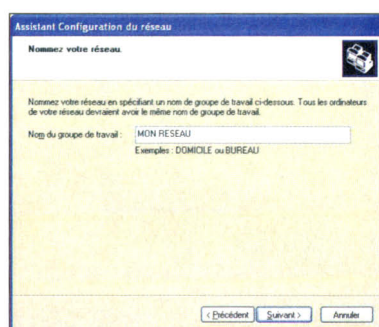 Assistant Configuration du réseau
Nommez votre réseau.
Nommez votre réseau en spécifiant un nom de groupe de travail ci-dessous. Tous les ordinateurs
de votre réseau devraient avoir le même nom de groupe de travail.
Nom du groupe de travail : MON RESEAU
Exemples : DOMICILE ou BUREAU
< Précédent Suivant > Annuler